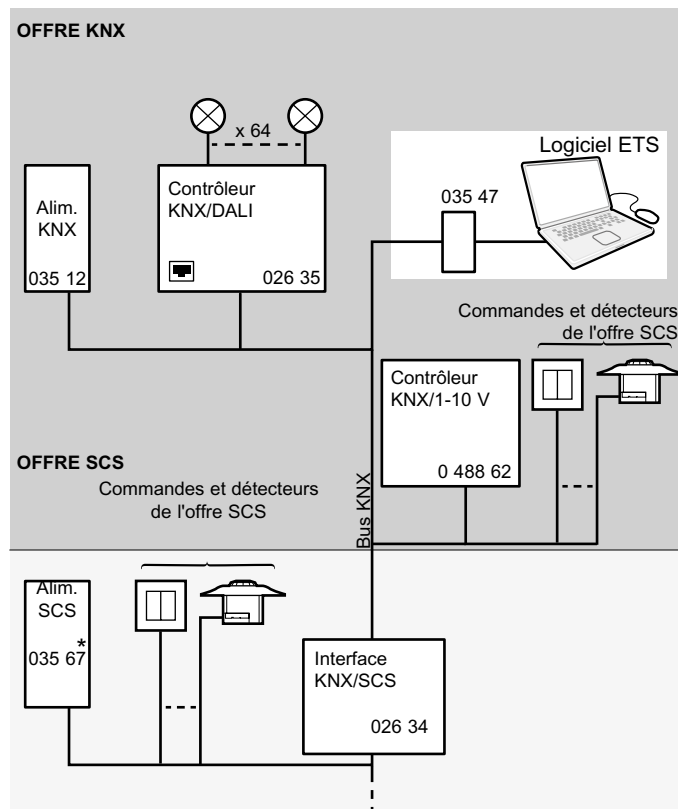 OFFRE KNX
x 64
Logiciel ETS
Alim.
KNX
035 12
Contrôleur
KNX/DALI
026 35
035 47
Commandes et détecteurs
de l'offre SCS
Contrôleur
KNX/1-10 V
0 488 62
OFFRE SCS
Commandes et détecteurs
de l'offre SCS
Bus KNX
Alim.
SCS
035 67*
Interface
KNX/SCS
026 34